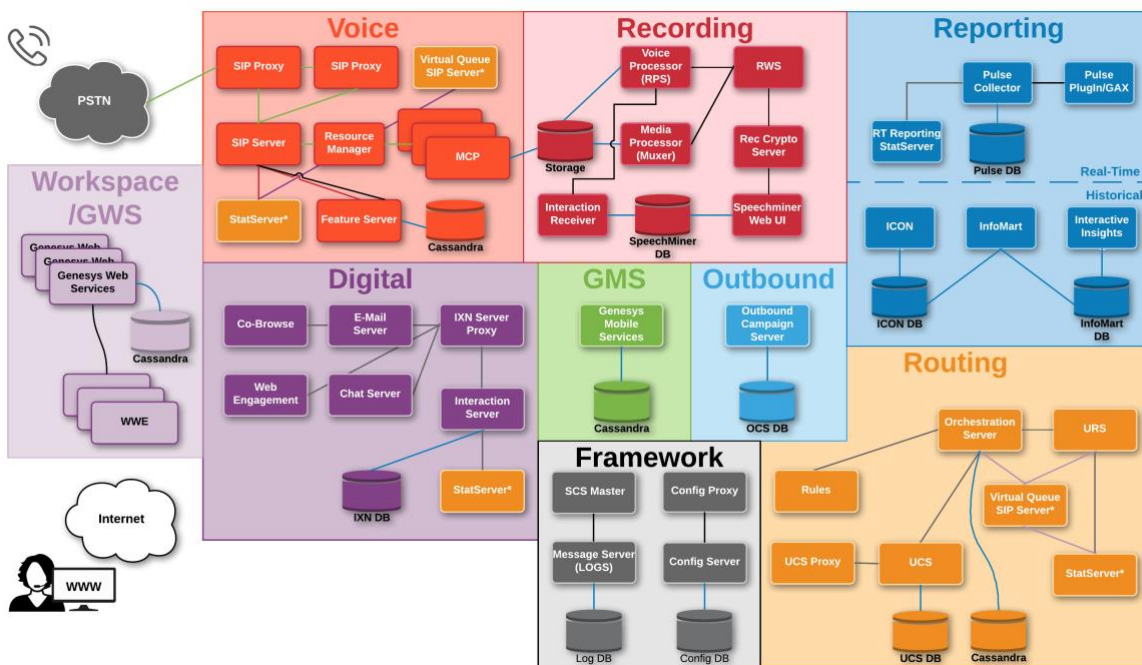 Voice
Recording
Reporting
PSTN
SIP Proxy
SIP Proxy
Virtual Queue
SIP Server*
SIP Server
Resource
Manager
MCP
StatServer*
Feature Server
Cassandra
Voice
Processor
(RPS)
RWS
Storage
Media
Processor
(Muxer)
Rec Crypto
Server
Interaction
Receiver
SpeechMiner
DB
Speechminer
Web UI
Pulse
Collector
Pulse
PlugIn/GAX
RT Reporting
StatServer
Pulse DB
Real-Time
Historical
ICON
InfoMart
Interactive
Insights
ICON DB
InfoMart
DB
Workspace
/GWS
Genesys Web
Genesys Web
Genesys Web
Services
Cassandra
WWE
Internet
WWW
Digital
Co-Browse
E-Mail
Server
IXN Server
Proxy
Web
Engagement
Chat Server
Interaction
Server
IXN DB
StatServer*
GMS
Genesys
Mobile
Services
Cassandra
Outbound
Outbound
Campaign
Server
OCS DB
Framework
SCS Master
Config Proxy
Message Server
(LOGS)
Config Server
Log DB
Config DB
Routing
Orchestration
Server
URS
Rules
Virtual Queue
SIP Server*
UCS Proxy
UCS
StatServer*
UCS DB
Cassandra